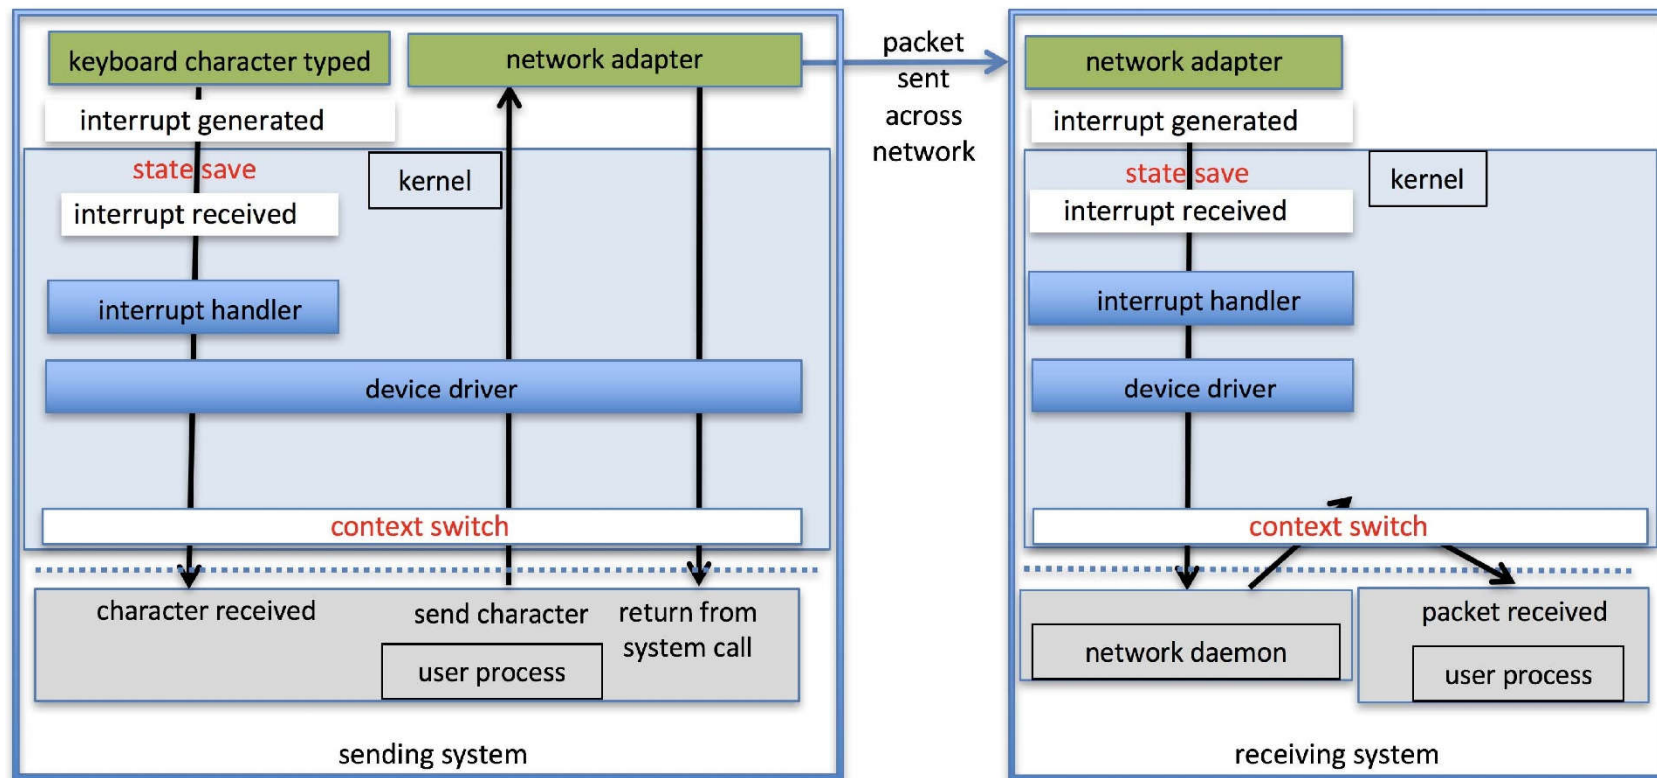 keyboard character typed
network adapter
interrupt generated
state save
kernel
interrupt received
interrupt handler
device driver
context switch
character received
send character
return from
system call
user process
sending system
packet
sent
across
network
network adapter
interrupt generated
state save
kernel
interrupt received
interrupt handler
device driver
context switch
network daemon
packet received
user process
receiving system